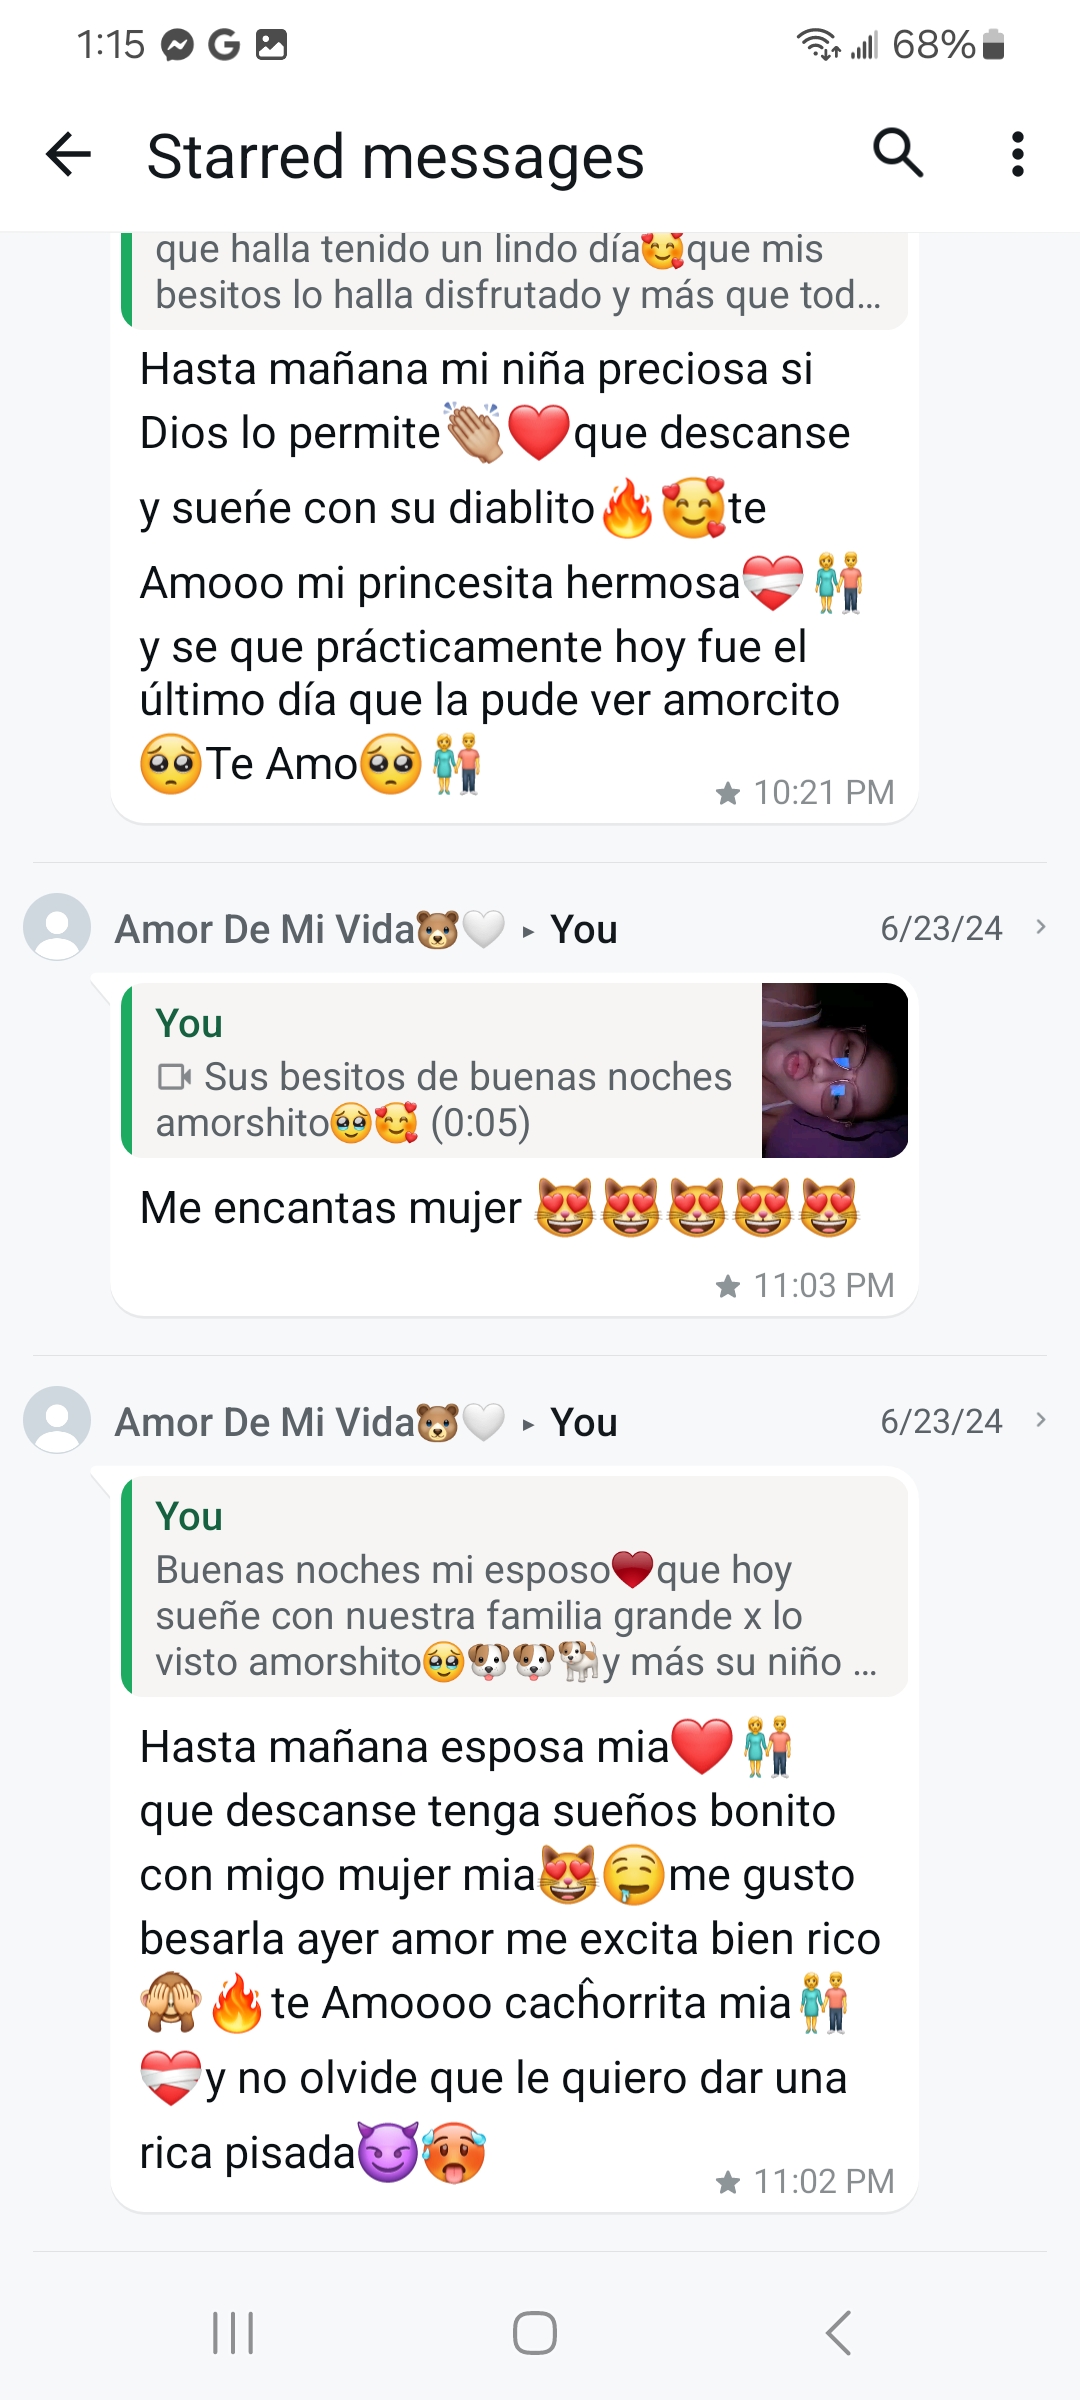 1:15 68%
Starred messages
que halla tenido un lindo día🥰que mis
besitos lo halla disfrutado y más que tod...
Hasta mañana mi niña preciosa si
Dios lo permite👏🏼❤️que descanse
y sueńe con su diablito🔥🥰te
Amooo mi princesita hermosa❤️‍🩹👫
y se que prácticamente hoy fue el
último día que la pude ver amorcito
🥺Te Amo🥺👫
10:21 PM
Amor De Mi Vida🐻🤍 ▸ You 6/23/24
You
Sus besitos de buenas noches
amorshito🥹🥰 (0:05)
Me encantas mujer 😻😻😻😻😻
11:03 PM
Amor De Mi Vida🐻🤍 ▸ You 6/23/24
You
Buenas noches mi esposo♥️que hoy
sueñe con nuestra familia grande x lo
visto amorshito🥹🐶🐶🐕y más su niño ...
Hasta mañana esposa mia❤️👫
que descanse tenga sueños bonito
con migo mujer mia😻🤤me gusto
besarla ayer amor me excita bien rico
🙈🔥te Amoooo cacĥorrita mia👫
❤️‍🩹y no olvide que le quiero dar una
rica pisada😈🥵
11:02 PM